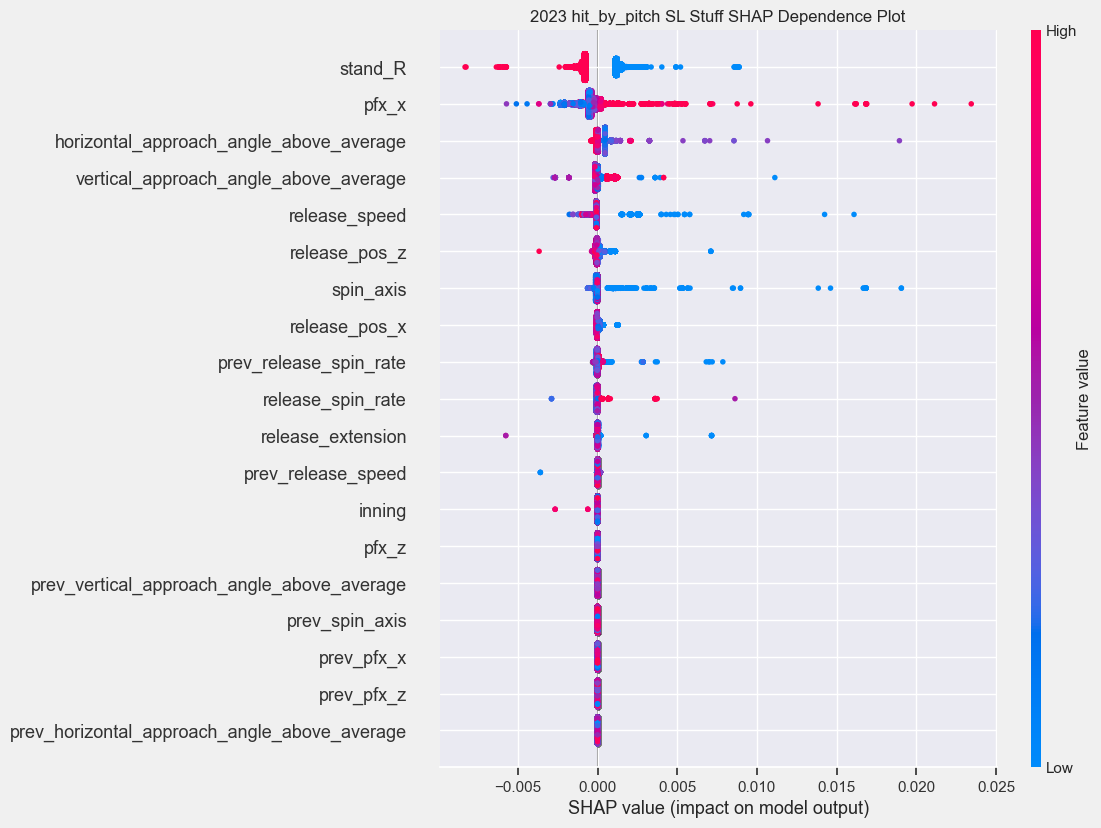 2023 hit_by_pitch SL Stuff SHAP Dependence Plot
High
stand_R
pfx_x
horizontal_approach_angle_above_average
vertical_approach_angle_above_average
release_speed
release_pos_z
spin_axis
release_pos_x
prev_release_spin_rate
release_spin_rate
release_extension
prev_release_speed
inning
pfx_z
prev_vertical_approach_angle_above_average
prev_spin_axis
prev_pfx_x
prev_pfx_z
prev_horizontal_approach_angle_above_average
Feature value
Low
−0.005 0.000 0.005 0.010 0.015 0.020 0.025
SHAP value (impact on model output)